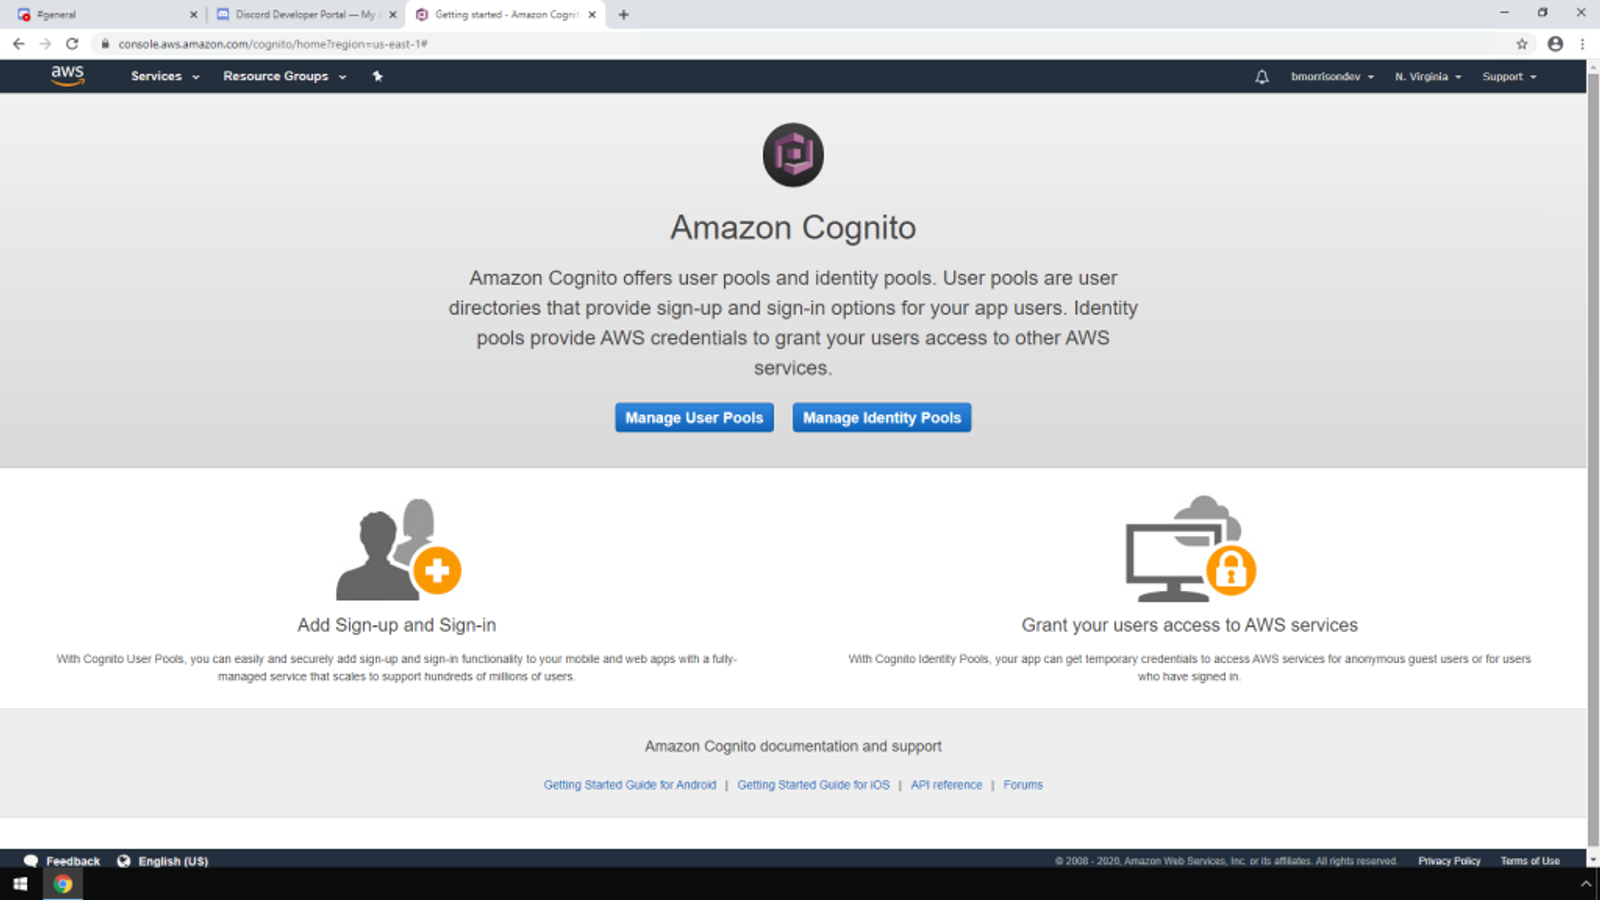 #general
Discord Developer Portal — My
Getting started - Amazon Cogni
console.aws.amazon.com/cognito/home?region=us-east-1#
aws Services Resource Groups bmorrisondev N. Virginia Support
Amazon Cognito
Amazon Cognito offers user pools and identity pools. User pools are user
directories that provide sign-up and sign-in options for your app users. Identity
pools provide AWS credentials to grant your users access to other AWS
services.
Manage User Pools Manage Identity Pools
Add Sign-up and Sign-in
With Cognito User Pools, you can easily and securely add sign-up and sign-in functionality to your mobile and web apps with a fully-
managed service that scales to support hundreds of millions of users.
Grant your users access to AWS services
With Cognito Identity Pools, your app can get temporary credentials to access AWS services for anonymous guest users or for users
who have signed in.
Amazon Cognito documentation and support
Getting Started Guide for Android | Getting Started Guide for iOS | API reference | Forums
Feedback English (US) © 2008 - 2020, Amazon Web Services, Inc. or its affiliates. All rights reserved. Privacy Policy Terms of Use